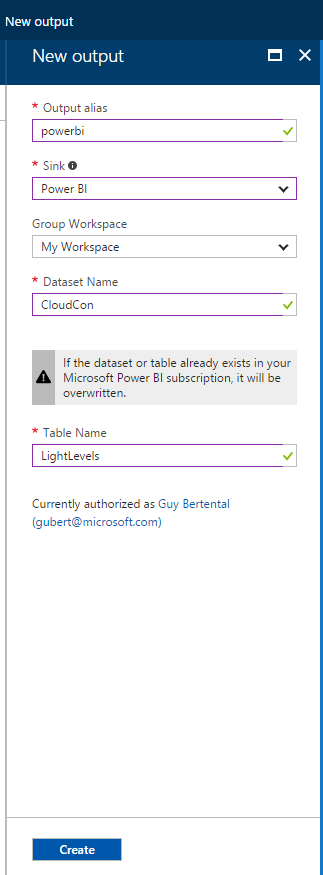 New output
New output
* Output alias
powerbi
* Sink
Power BI
Group Workspace
My Workspace
* Dataset Name
CloudCon
If the dataset or table already exists in your
Microsoft Power BI subscription, it will be
overwritten.
* Table Name
LightLevels
Currently authorized as Guy Bertental
(gubert@microsoft.com)
Create